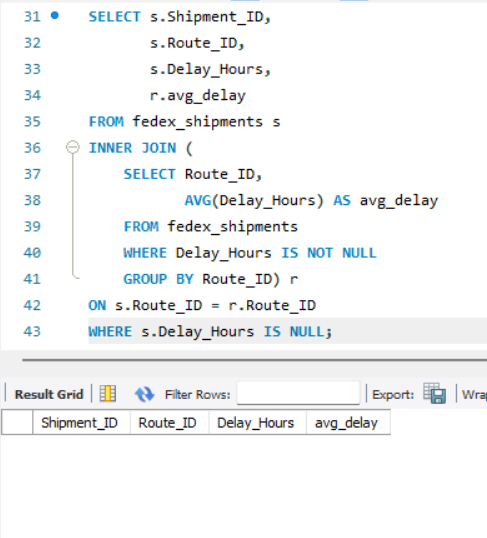 31 SELECT s.Shipment_ID,
32 s.Route_ID,
33 s.Delay_Hours,
34 r.avg_delay
35 FROM fedex_shipments s
36 INNER JOIN (
37 SELECT Route_ID,
38 AVG(Delay_Hours) AS avg_delay
39 FROM fedex_shipments
40 WHERE Delay_Hours IS NOT NULL
41 GROUP BY Route_ID) r
42 ON s.Route_ID = r.Route_ID
43 WHERE s.Delay_Hours IS NULL;
Result Grid Filter Rows: Export: Wra
Shipment_ID Route_ID Delay_Hours avg_delay